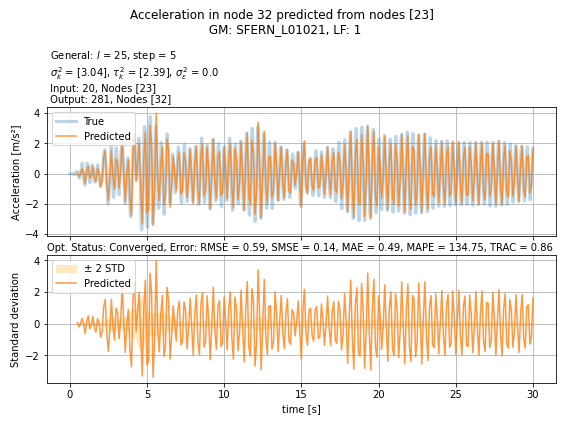 Acceleration in node 32 predicted from nodes [23]
GM: SFERN_L01021, LF: 1
General: l = 25, step = 5
σ²ₖ = [3.04], τ²ₖ = [2.39], σ²ε = 0.0
Input: 20, Nodes [23]
Output: 281, Nodes [32]
True
Predicted
Acceleration [m/s²]
4
2
0
−2
−4
Opt. Status: Converged, Error: RMSE = 0.59, SMSE = 0.14, MAE = 0.49, MAPE = 134.75, TRAC = 0.86
± 2 STD
Predicted
Standard deviation
4
2
0
−2
0 5 10 15 20 25 30
time [s]